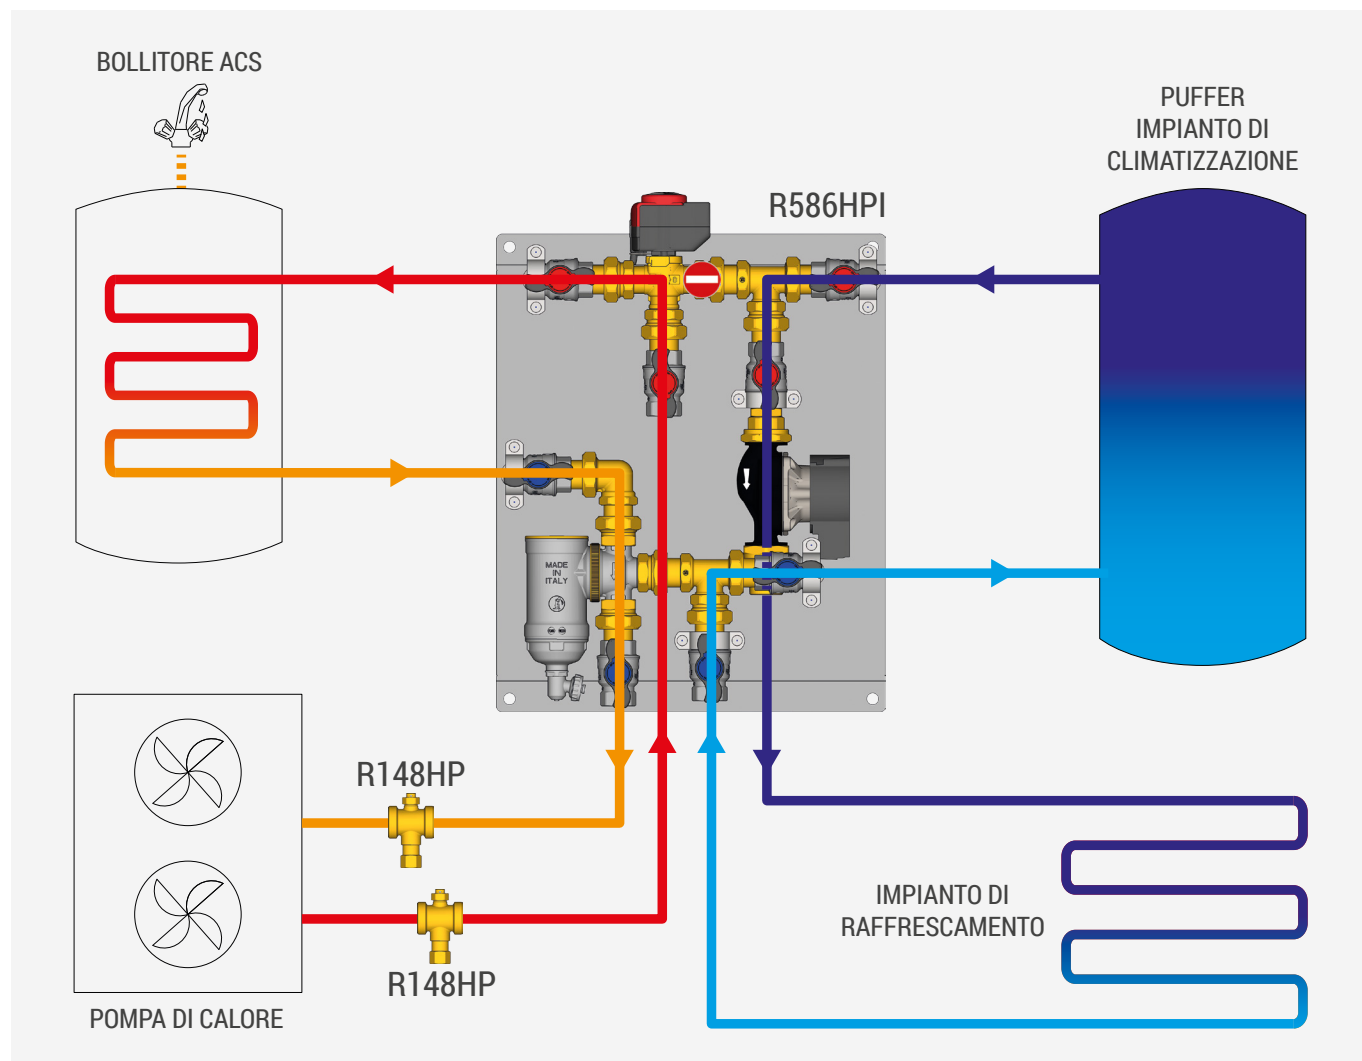 BOLLITORE ACS
PUFFER
IMPIANTO DI
CLIMATIZZAZIONE
R586HPI
MADE
IN
ITALY
R148HP
R148HP
IMPIANTO DI
RAFFRESCAMENTO
POMPA DI CALORE